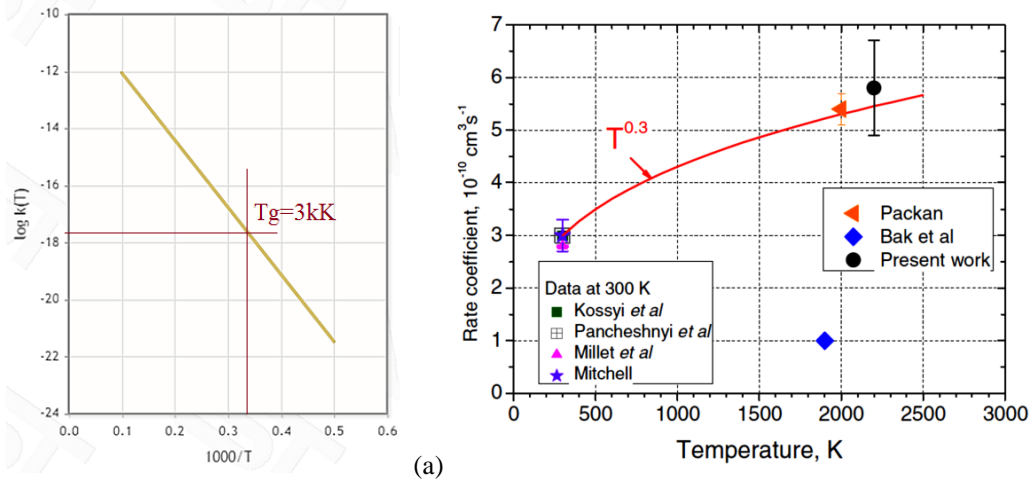 -12
-14
-16
-18
-20
-22
-24
log k(T)
Tg=3kK
0.0 0.1 0.2 0.3 0.4 0.5 0.6
1000/T
(a)
7
6
5
4
3
2
1
0
Rate coefficient, 10⁻¹⁰ cm³s⁻¹
T⁰·³
Packan
Bak et al
Present work
Data at 300 K
Kossyi et al
Pancheshnyi et al
Millet et al
Mitchell
0 500 1000 1500 2000 2500 3000
Temperature, K